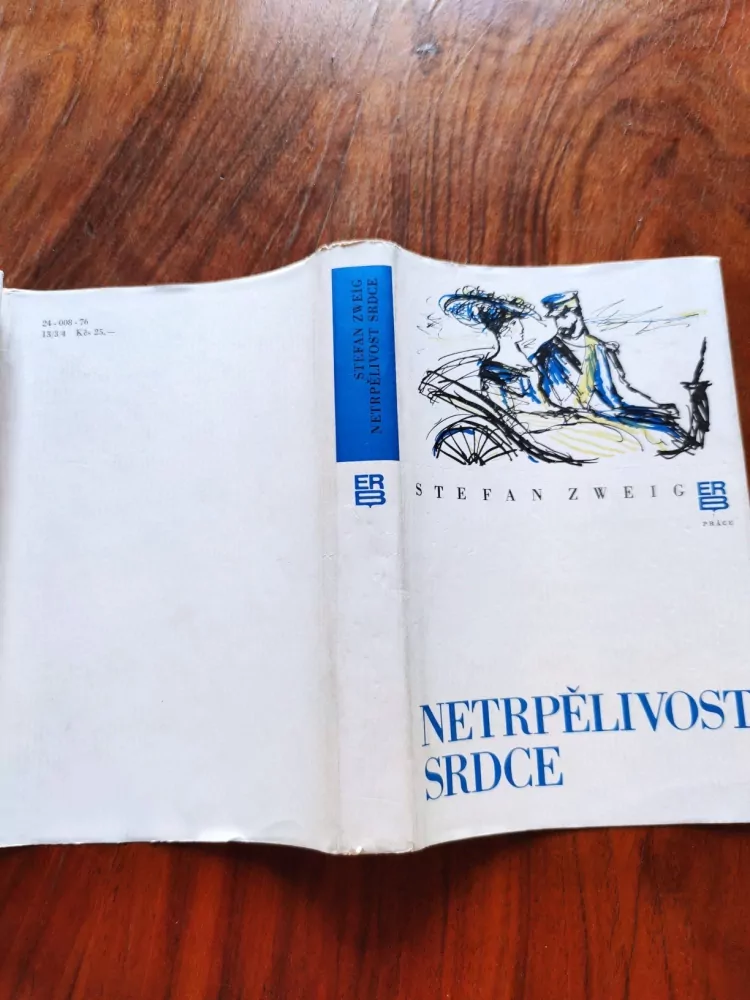 24-008-76
13/3/4 Kčs 25,—
STEFAN ZWEIG
NETRPĚLIVOST SRDCE
ERB
STEFAN ZWEIG
ERB
PRÁCE
NETRPĚLIVOST
SRDCE